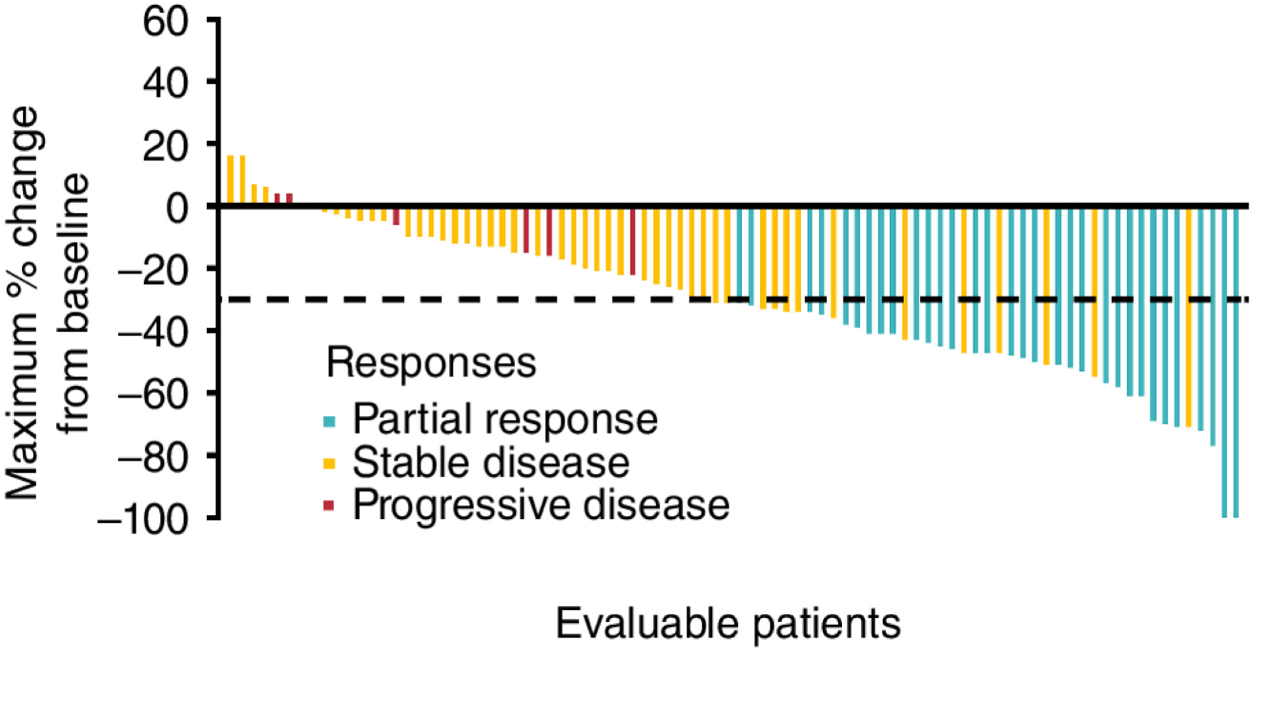 Maximum % change
from baseline
60
40
20
0
–20
–40
–60
–80
–100
Responses
Partial response
Stable disease
Progressive disease
Evaluable patients